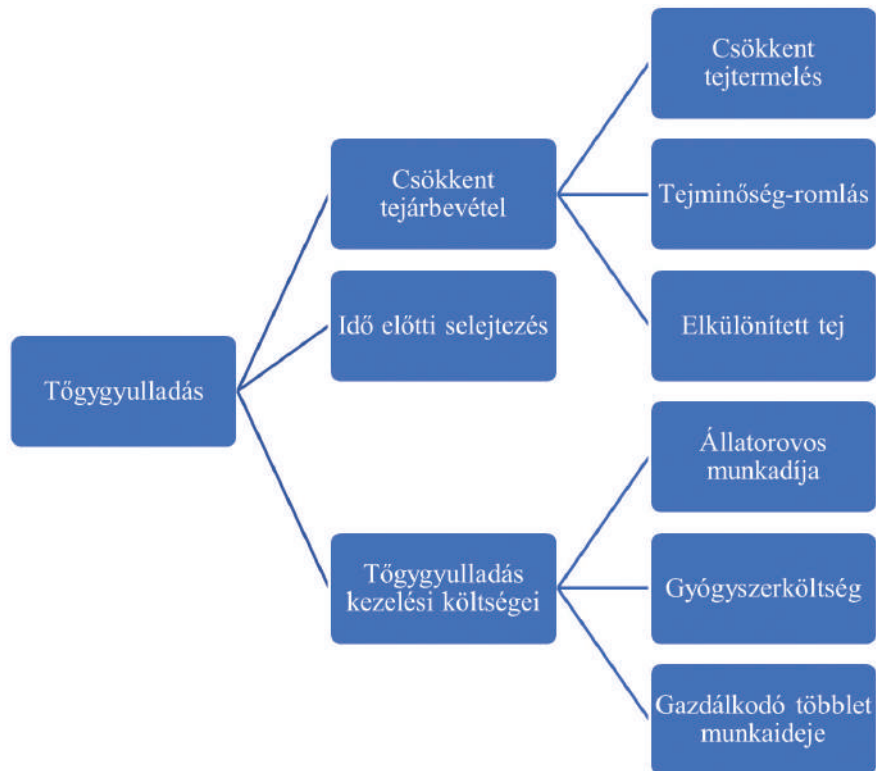 Tőgygyulladás
Csökkent
tejárbevétel
Csökkent
tejtermelés
Tejminőség-romlás
Elkülönített tej
Idő előtti selejtezés
Tőgygyulladás
kezelési költségei
Állatorovos
munkadíja
Gyógyszerköltség
Gazdálkodó többlet
munkaideje